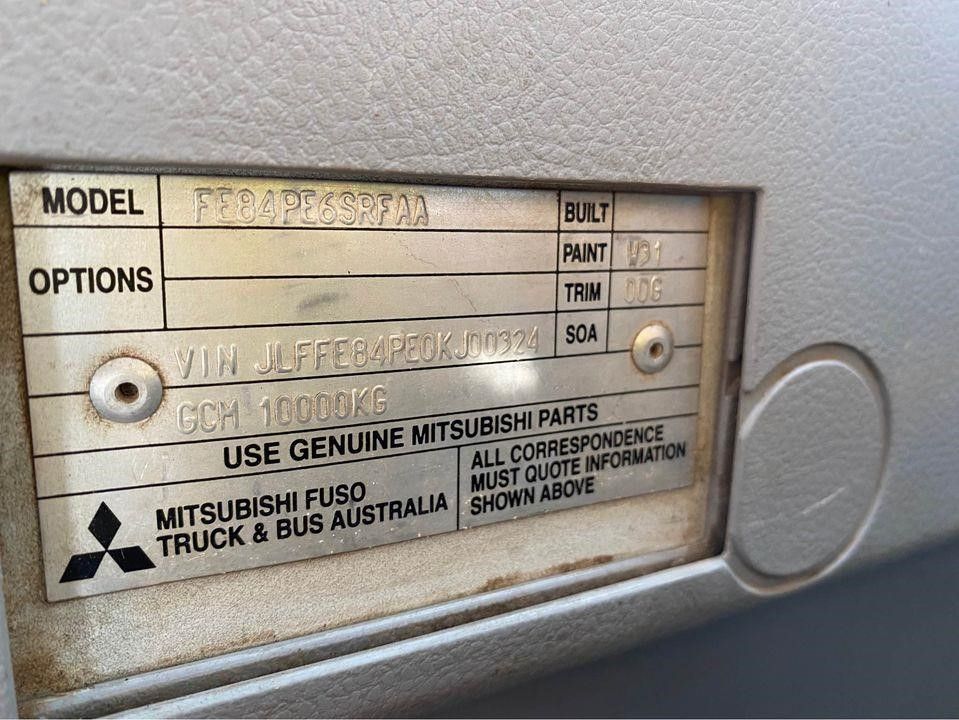 MODEL FE84PE6SRFAA BUILT
OPTIONS PAINT W31
TRIM 00G
VIN JLFFE84PE0KJ00324 SOA
GCM 10000KG
USE GENUINE MITSUBISHI PARTS
MITSUBISHI FUSO
TRUCK & BUS AUSTRALIA
ALL CORRESPONDENCE
MUST QUOTE INFORMATION
SHOWN ABOVE